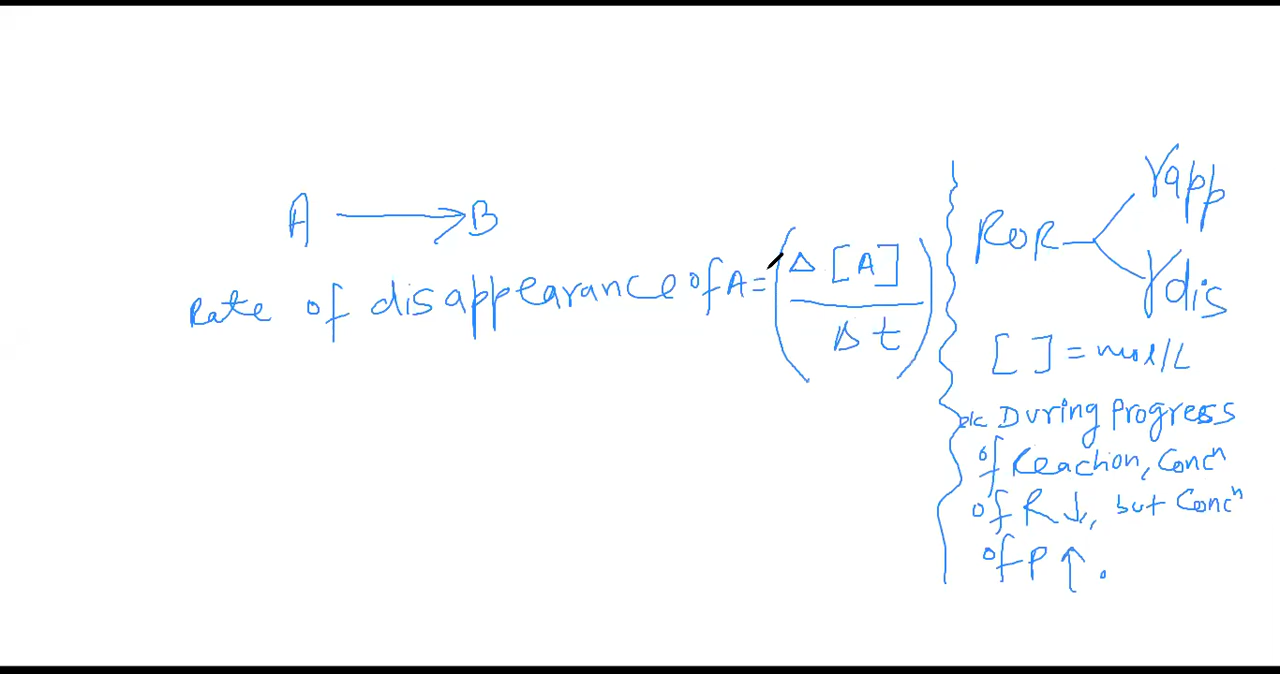 A → B
Rate of disappearance of A = (Δ[A] / Δt)
ROR
rapp
rdis
[ ] = mol/L
During Progress
of Reaction, Concⁿ
of R ↓, but Concⁿ
of P ↑.